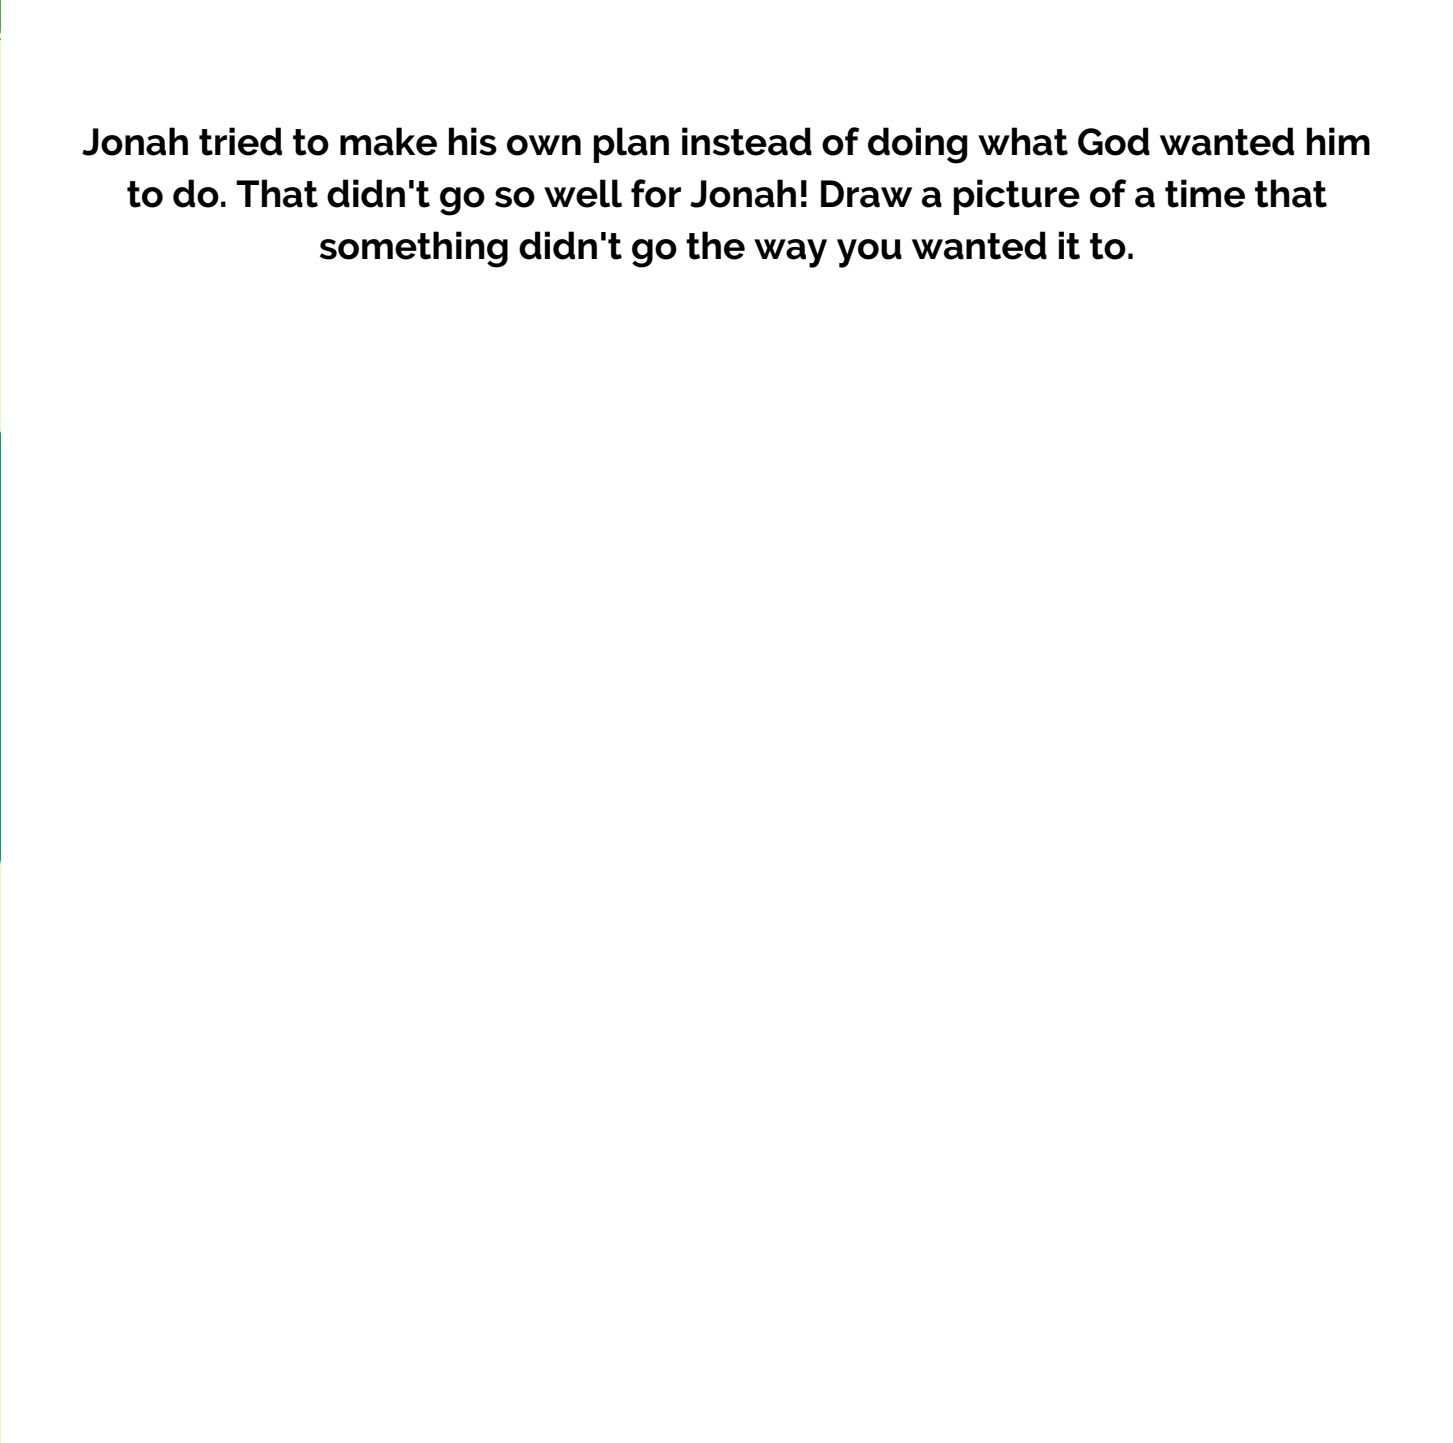 Jonah tried to make his own plan instead of doing what God wanted him
to do. That didn't go so well for Jonah! Draw a picture of a time that
something didn't go the way you wanted it to.